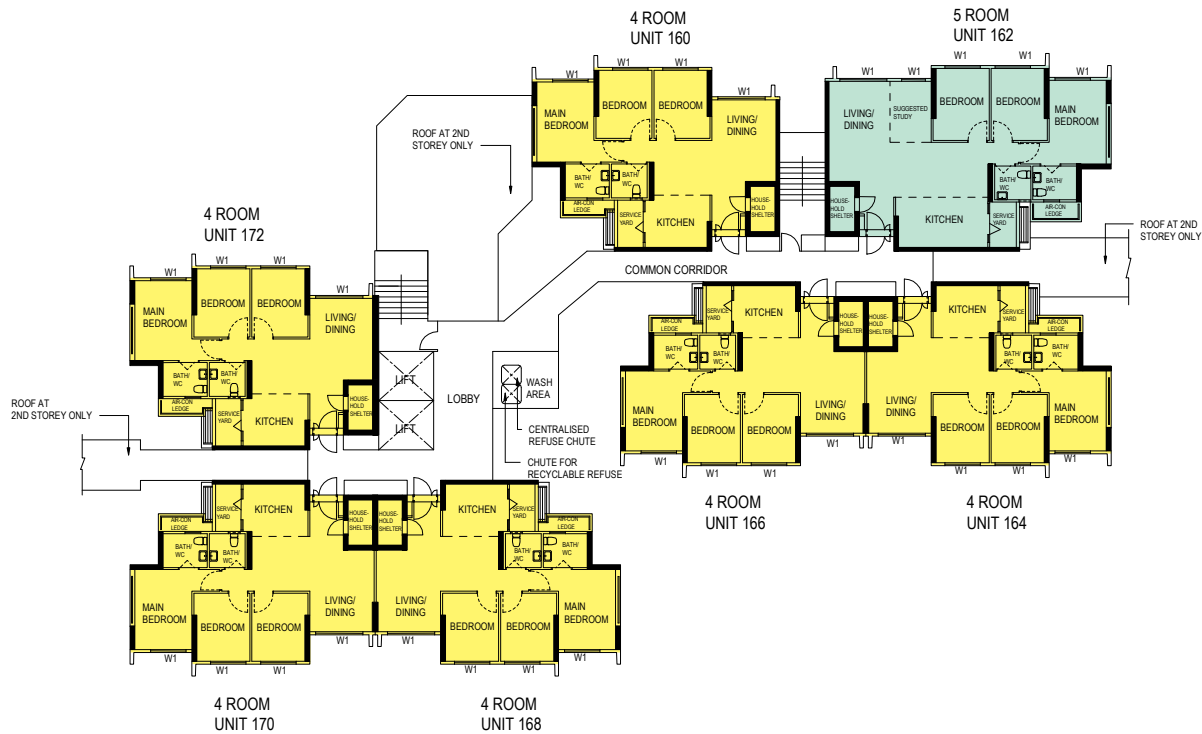 4 ROOM
UNIT 160
5 ROOM
UNIT 162
W1
W1
W1
W1
W1
W1
W1
W1
W1
MAIN
BEDROOM
BEDROOM
BEDROOM
LIVING/
DINING
BATH/
WC
BATH/
WC
AIR-CON
LEDGE
SERVICE
YARD
KITCHEN
HOUSE-
HOLD
SHELTER
LIVING/
DINING
SUGGESTED
STUDY
BEDROOM
BEDROOM
MAIN
BEDROOM
HOUSE-
HOLD
SHELTER
KITCHEN
BATH/
WC
BATH/
WC
AIR-CON
LEDGE
SERVICE
YARD
ROOF AT 2ND
STOREY ONLY
ROOF AT 2ND
STOREY ONLY
COMMON CORRIDOR
4 ROOM
UNIT 172
W1
W1
W1
W1
MAIN
BEDROOM
BEDROOM
BEDROOM
LIVING/
DINING
BATH/
WC
BATH/
WC
AIR-CON
LEDGE
SERVICE
YARD
KITCHEN
HOUSE-
HOLD
SHELTER
LIFT
LIFT
LOBBY
WASH
AREA
CENTRALISED
REFUSE CHUTE
CHUTE FOR
RECYCLABLE REFUSE
ROOF AT
2ND STOREY ONLY
AIR-CON
LEDGE
SERVICE
YARD
KITCHEN
HOUSE-
HOLD
SHELTER
HOUSE-
HOLD
SHELTER
KITCHEN
SERVICE
YARD
AIR-CON
LEDGE
BATH/
WC
BATH/
WC
BATH/
WC
BATH/
WC
MAIN
BEDROOM
BEDROOM
BEDROOM
LIVING/
DINING
LIVING/
DINING
BEDROOM
BEDROOM
MAIN
BEDROOM
W1
W1
W1
W1
W1
W1
W1
W1
4 ROOM
UNIT 166
4 ROOM
UNIT 164
AIR-CON
LEDGE
SERVICE
YARD
KITCHEN
HOUSE-
HOLD
SHELTER
HOUSE-
HOLD
SHELTER
KITCHEN
SERVICE
YARD
AIR-CON
LEDGE
BATH/
WC
BATH/
WC
BATH/
WC
BATH/
WC
MAIN
BEDROOM
BEDROOM
BEDROOM
LIVING/
DINING
LIVING/
DINING
BEDROOM
BEDROOM
MAIN
BEDROOM
W1
W1
W1
W1
W1
W1
W1
W1
4 ROOM
UNIT 170
4 ROOM
UNIT 168